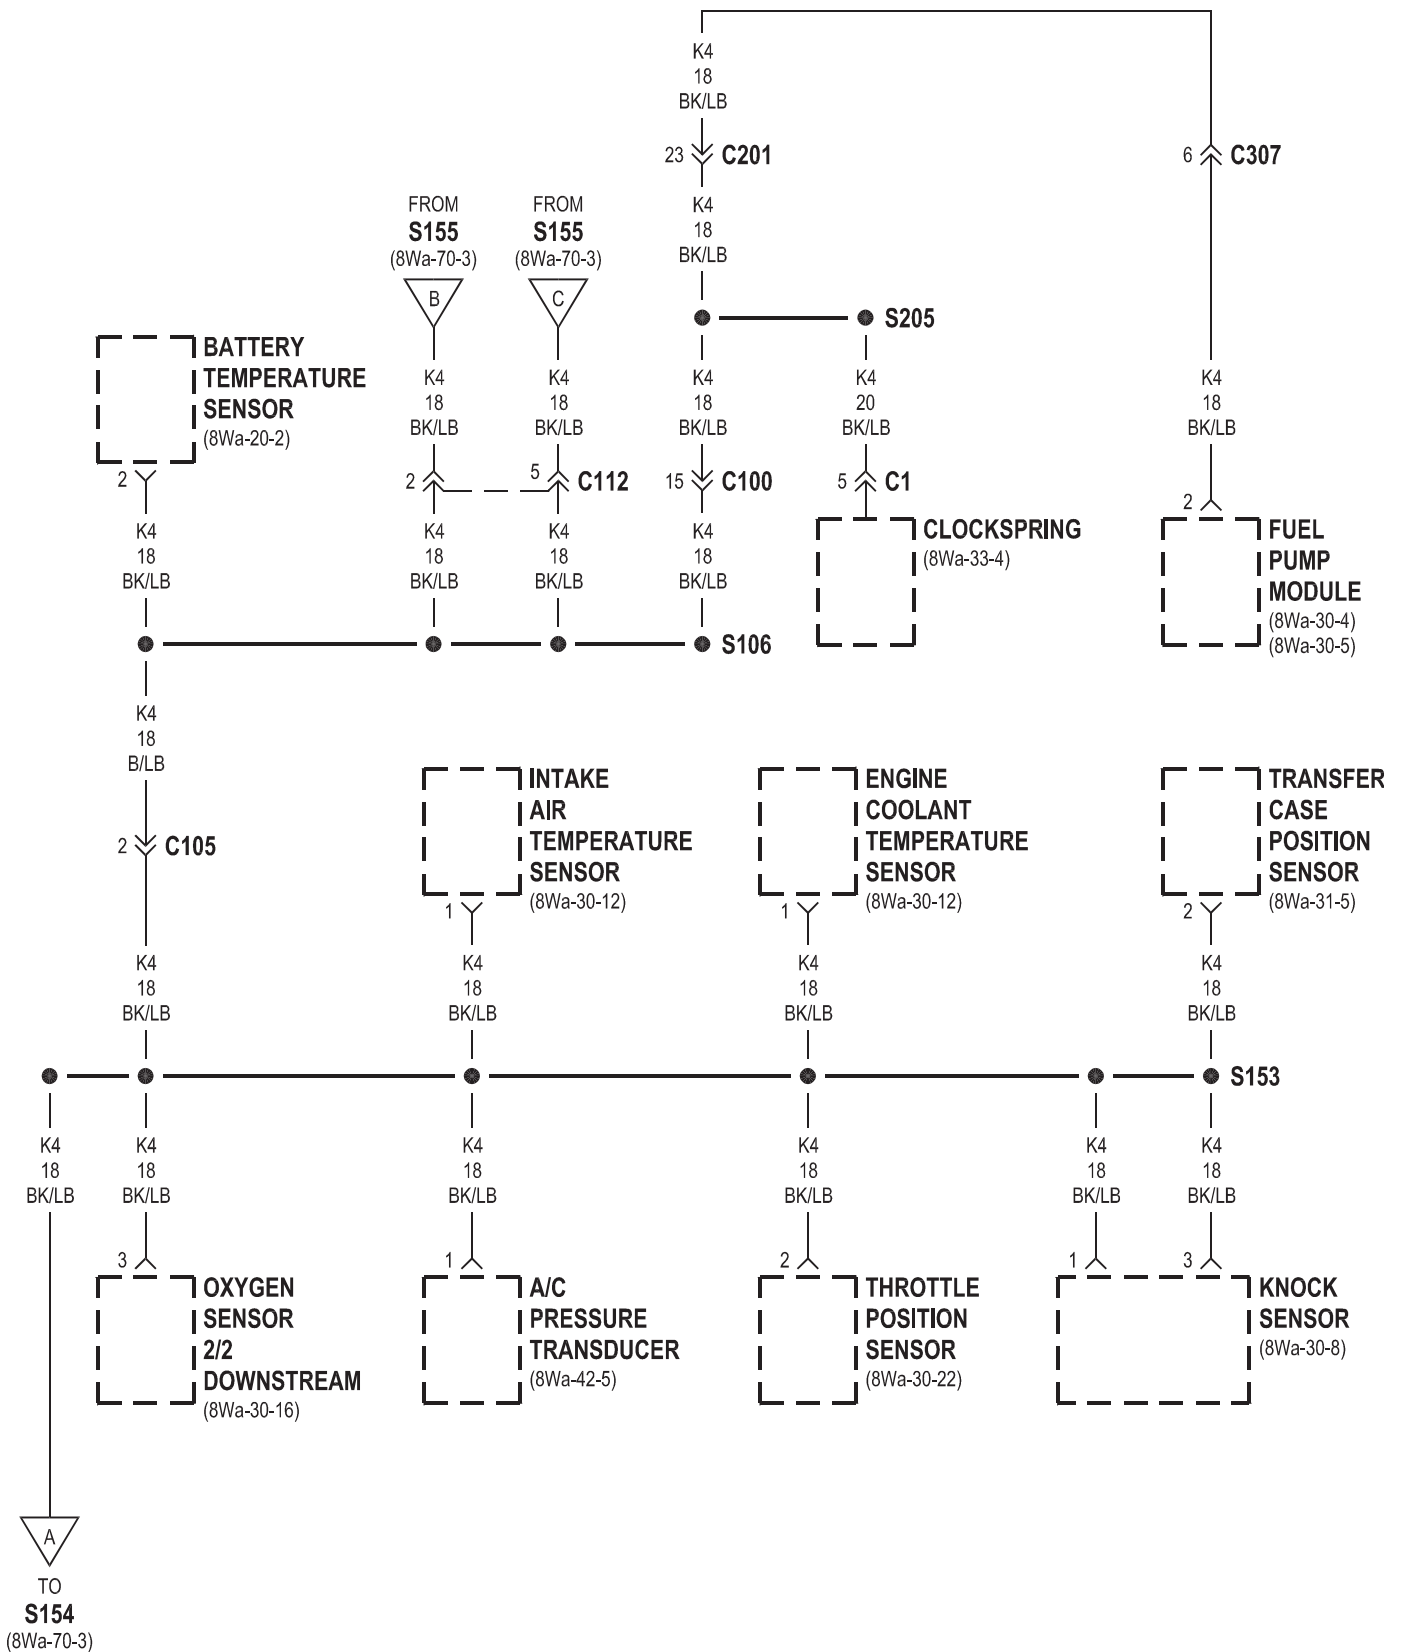 K4
18
BK/LB
23 C201
6 C307
K4
18
BK/LB
FROM
S155
(8Wa-70-3)
B
FROM
S155
(8Wa-70-3)
C
S205
BATTERY
TEMPERATURE
SENSOR
(8Wa-20-2)
2
K4
18
BK/LB
K4
18
BK/LB
K4
18
BK/LB
K4
20
BK/LB
K4
18
BK/LB
2
5 C112
15 C100
5 C1
2
K4
18
BK/LB
K4
18
BK/LB
K4
18
BK/LB
K4
18
BK/LB
CLOCKSPRING
(8Wa-33-4)
FUEL
PUMP
MODULE
(8Wa-30-4)
(8Wa-30-5)
S106
K4
18
B/LB
2 C105
INTAKE
AIR
TEMPERATURE
SENSOR
(8Wa-30-12)
1
ENGINE
COOLANT
TEMPERATURE
SENSOR
(8Wa-30-12)
1
TRANSFER
CASE
POSITION
SENSOR
(8Wa-31-5)
2
K4
18
BK/LB
K4
18
BK/LB
K4
18
BK/LB
K4
18
BK/LB
S153
K4
18
BK/LB
K4
18
BK/LB
K4
18
BK/LB
K4
18
BK/LB
K4
18
BK/LB
K4
18
BK/LB
3
OXYGEN
SENSOR
2/2
DOWNSTREAM
(8Wa-30-16)
1
A/C
PRESSURE
TRANSDUCER
(8Wa-42-5)
2
THROTTLE
POSITION
SENSOR
(8Wa-30-22)
1
3
KNOCK
SENSOR
(8Wa-30-8)
A
TO
S154
(8Wa-70-3)